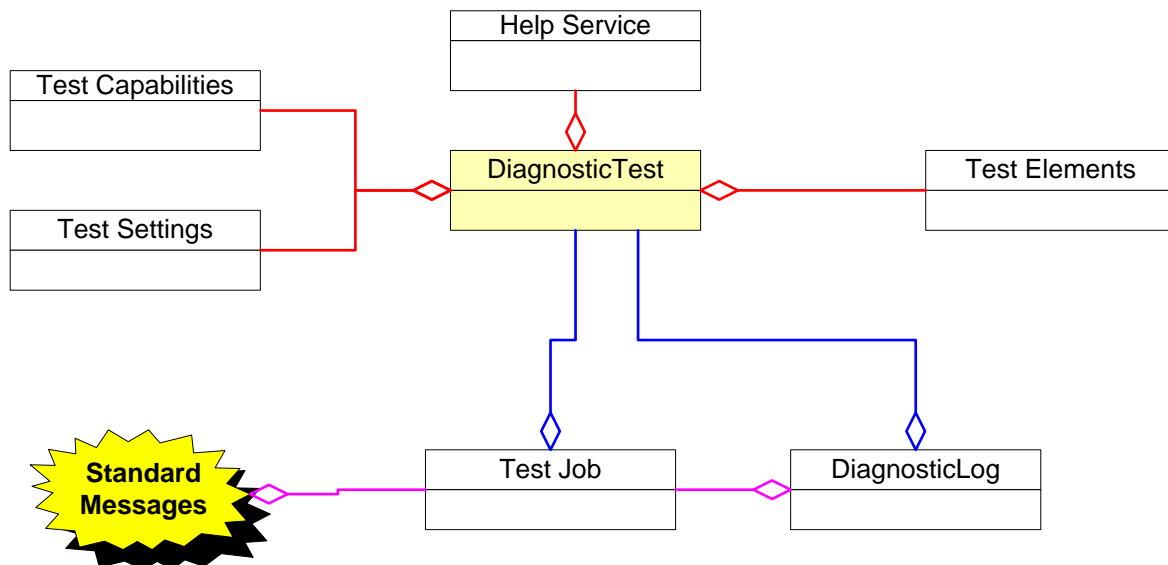 Help Service
Test Capabilities
DiagnosticTest
Test Elements
Test Settings
Standard
Messages
Test Job
DiagnosticLog